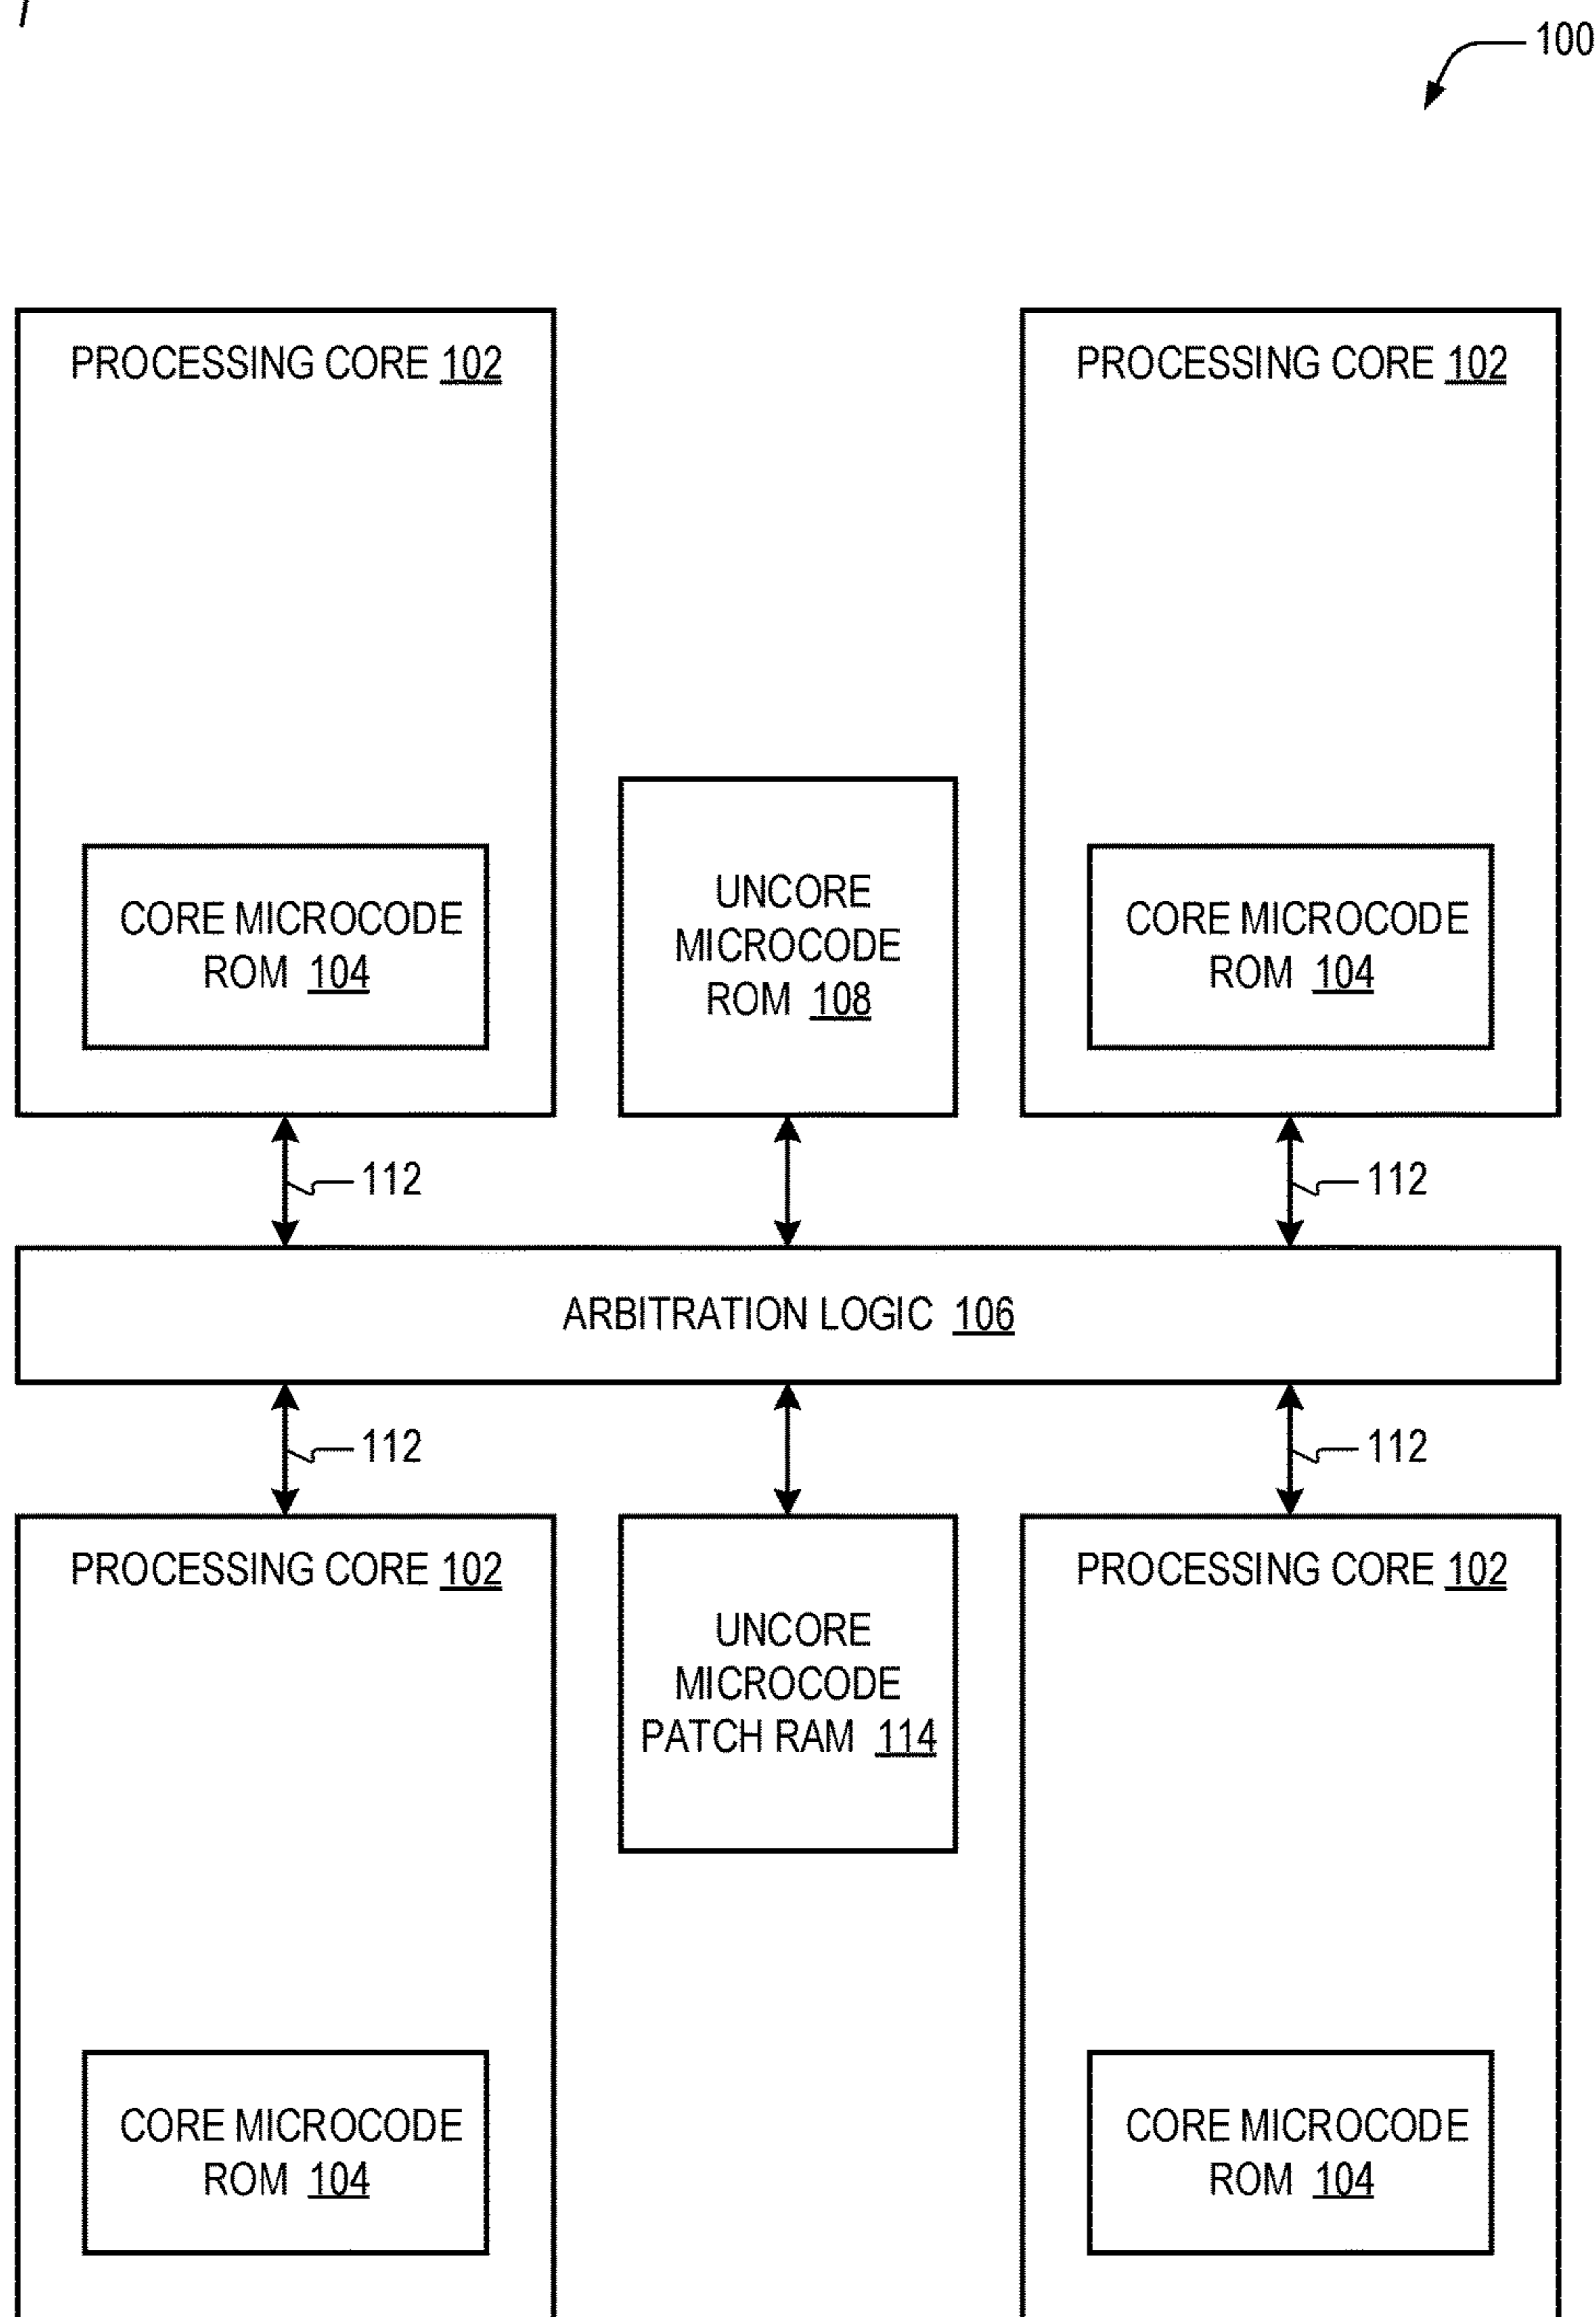 100
PROCESSING CORE 102
PROCESSING CORE 102
CORE MICROCODE
ROM 104
UNCORE
MICROCODE
ROM 108
CORE MICROCODE
ROM 104
112
112
ARBITRATION LOGIC 106
112
112
PROCESSING CORE 102
UNCORE
MICROCODE
PATCH RAM 114
PROCESSING CORE 102
CORE MICROCODE
ROM 104
CORE MICROCODE
ROM 104